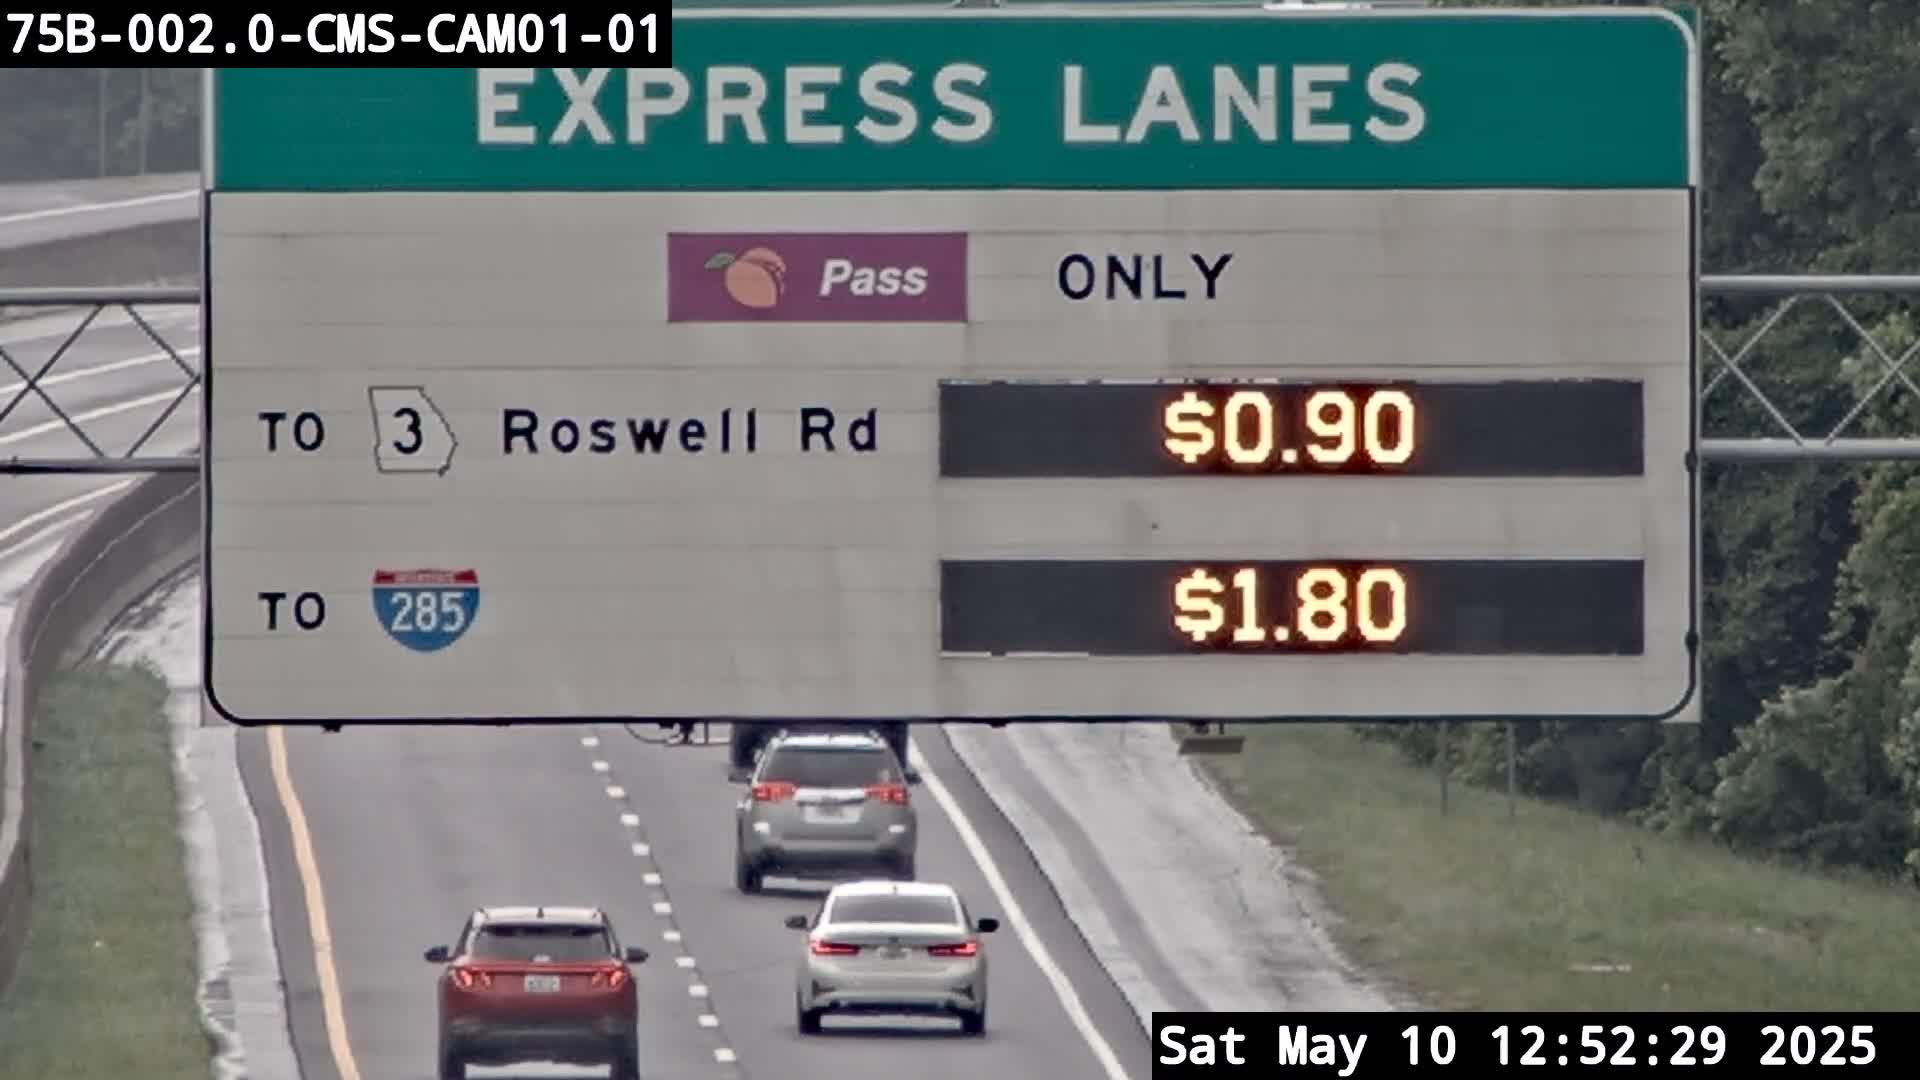 75B-002.0-CMS-CAM01-01
EXPRESS LANES
Pass ONLY
TO 3 Roswell Rd $0.90
TO 285 $1.80
Sat May 10 12:52:29 2025